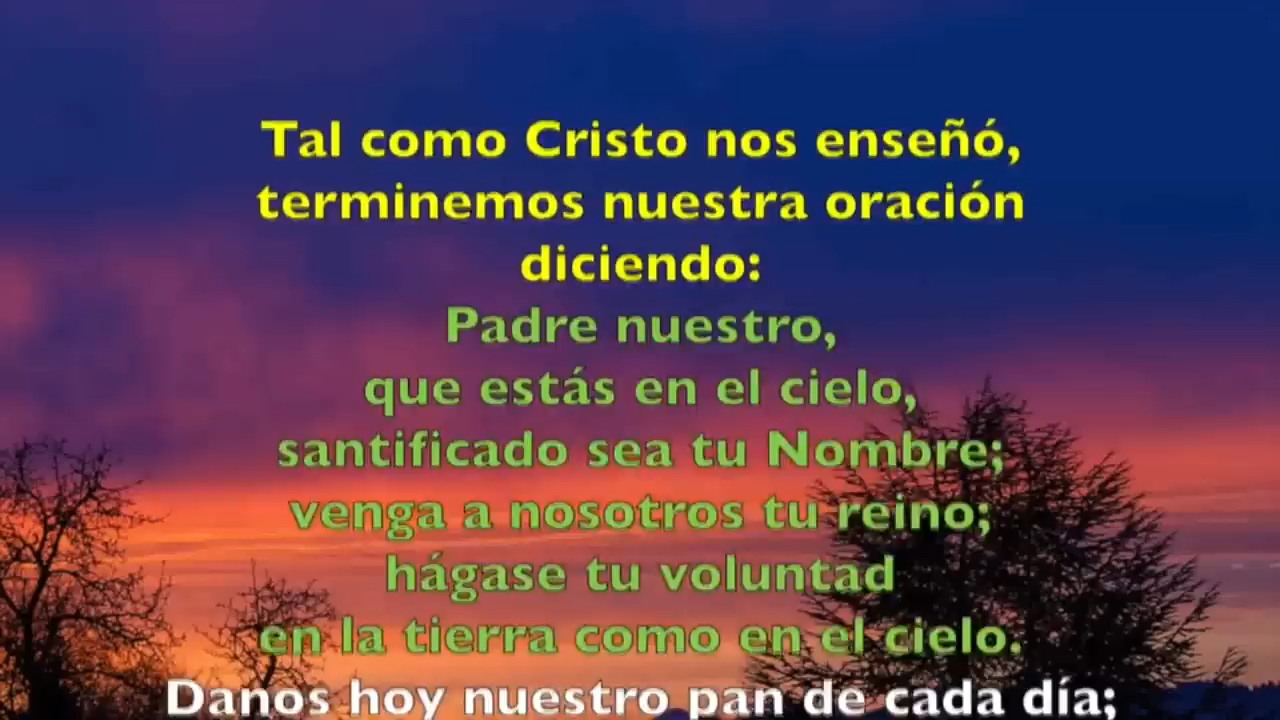 Tal como Cristo nos enseñó,
terminemos nuestra oración
diciendo:
Padre nuestro,
que estás en el cielo,
santificado sea tu Nombre;
venga a nosotros tu reino;
hágase tu voluntad
en la tierra como en el cielo.
Danos hoy nuestro pan de cada día;